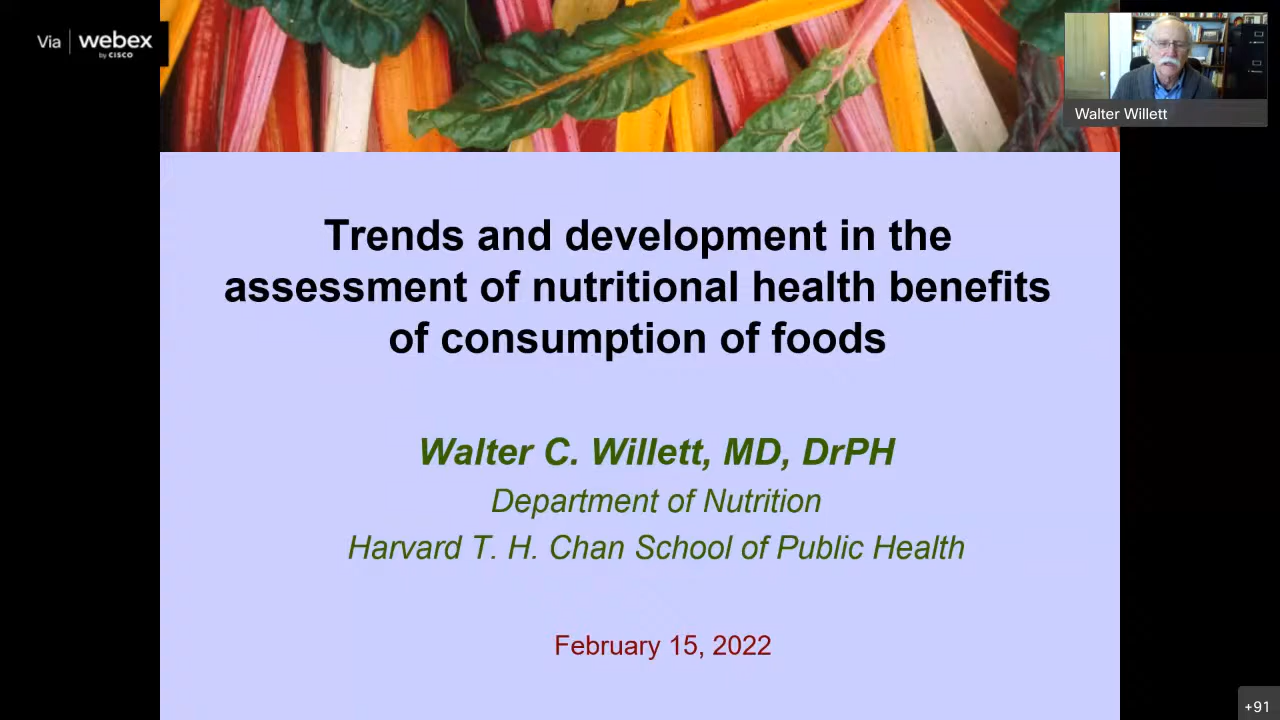 Via | webex
by CISCO
Walter Willett
Trends and development in the
assessment of nutritional health benefits
of consumption of foods
Walter C. Willett, MD, DrPH
Department of Nutrition
Harvard T. H. Chan School of Public Health
February 15, 2022
+91